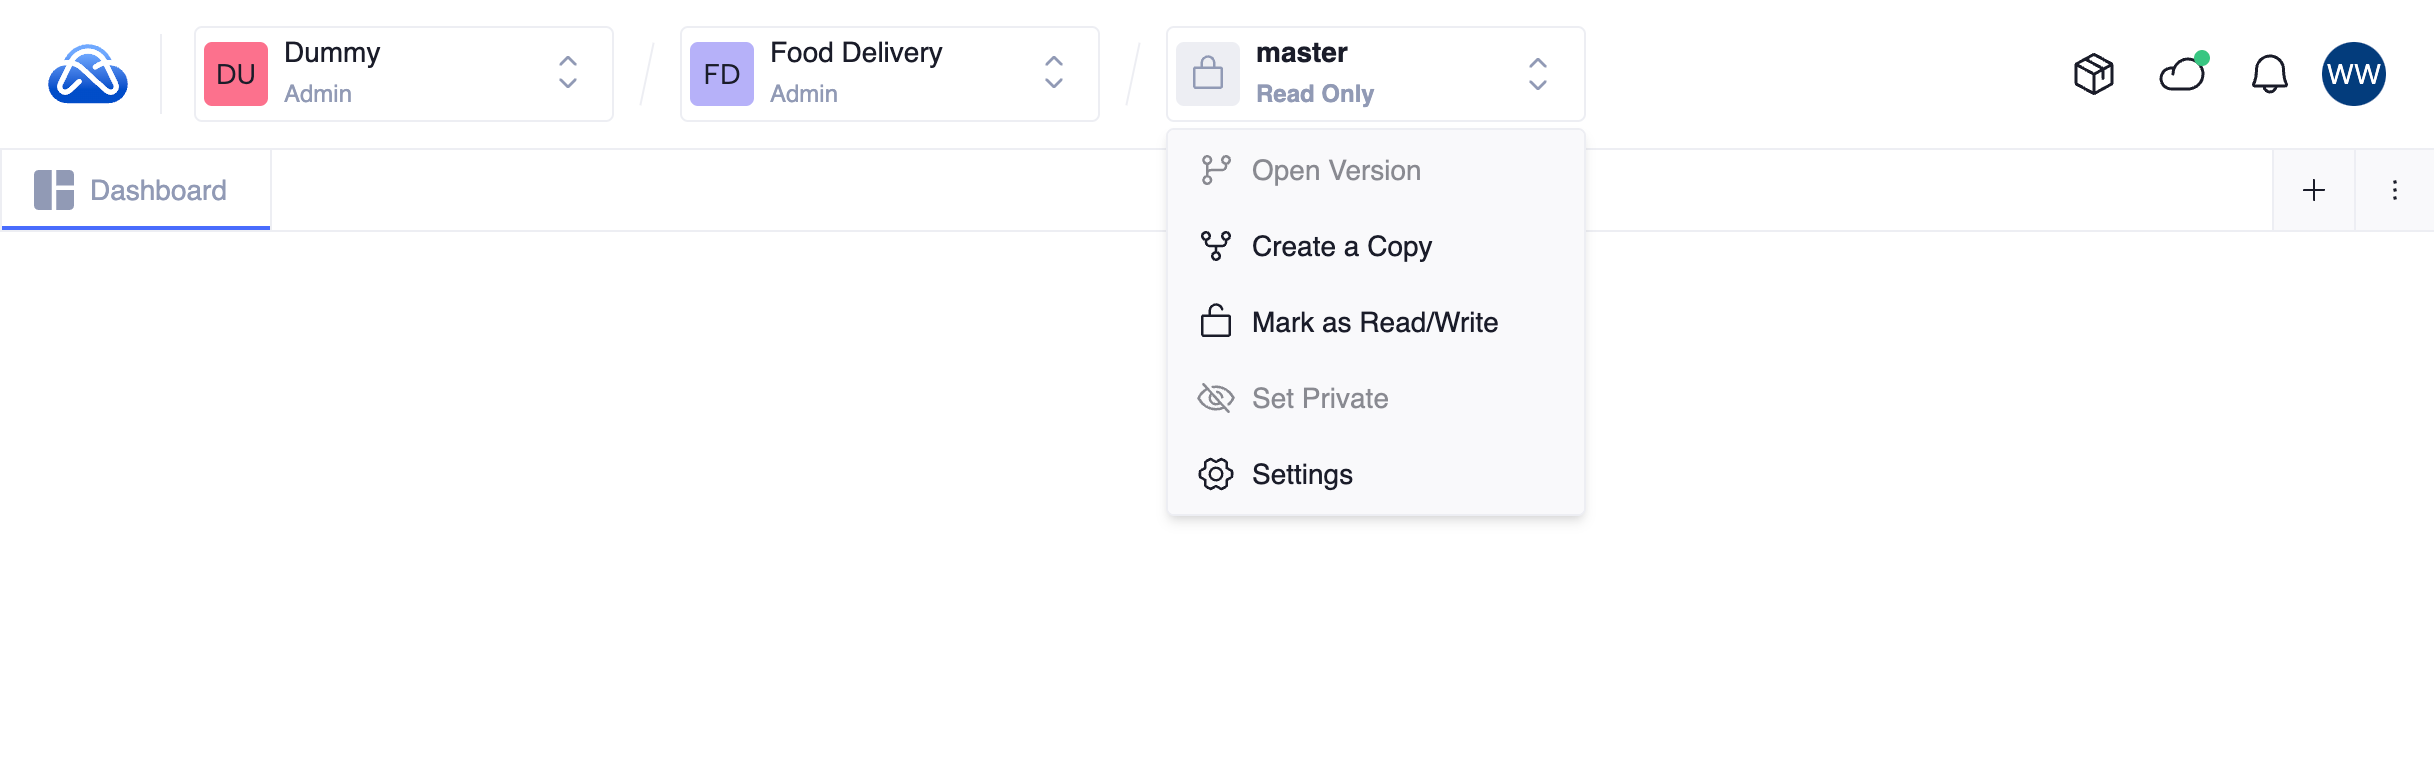 DU
Dummy
Admin
FD
Food Delivery
Admin
master
Read Only
WW
Dashboard
Open Version
Create a Copy
Mark as Read/Write
Set Private
Settings